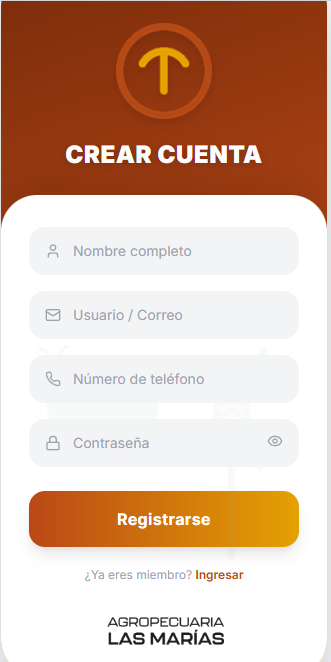 CREAR CUENTA
Nombre completo
Usuario / Correo
Número de teléfono
Contraseña
Registrarse
¿Ya eres miembro? Ingresar
AGROPECUARIA
LAS MARÍAS